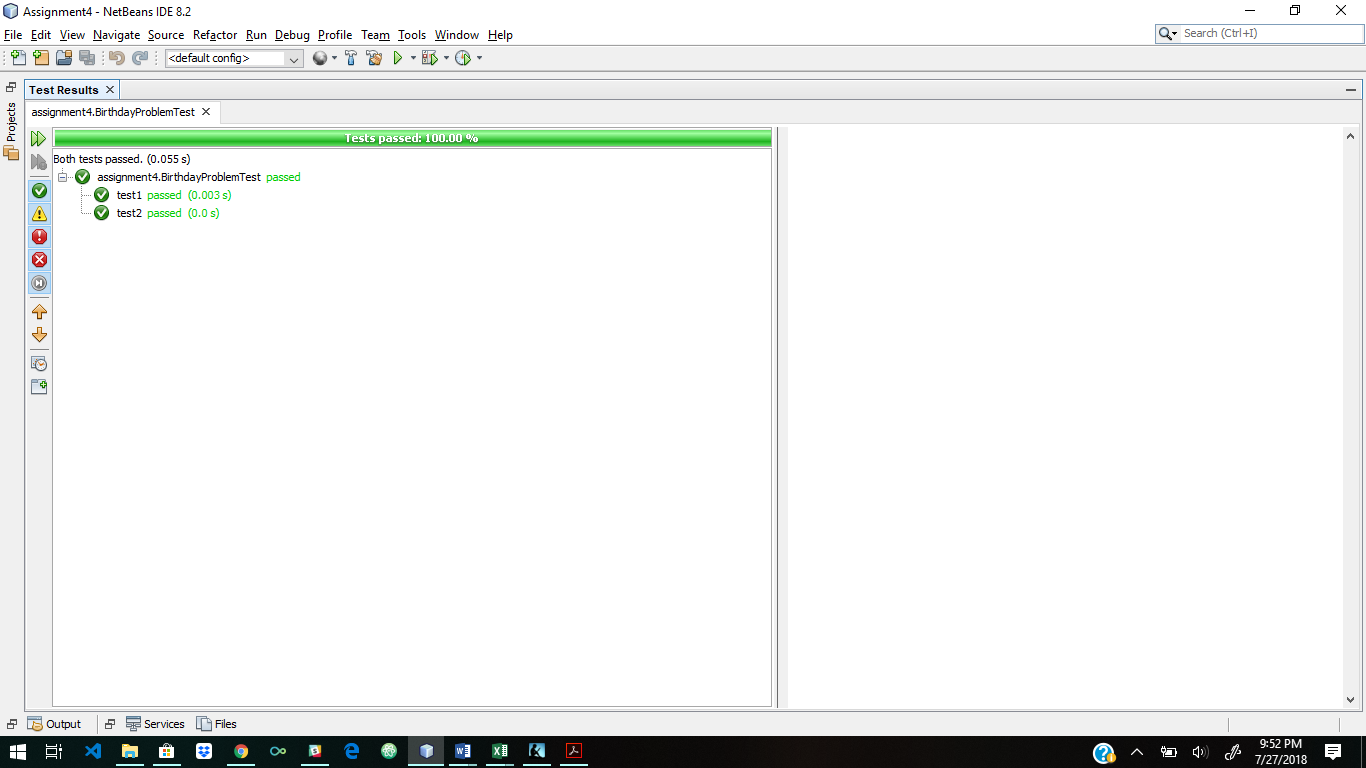 Assignment4 - NetBeans IDE 8.2
File Edit View Navigate Source Refactor Run Debug Profile Team Tools Window Help
Search (Ctrl+I)
<default config>
Projects
Test Results
assignment4.BirthdayProblemTest
Tests passed: 100.00 %
Both tests passed. (0.055 s)
assignment4.BirthdayProblemTest passed
test1 passed (0.003 s)
test2 passed (0.0 s)
Output Services Files
9:52 PM
7/27/2018